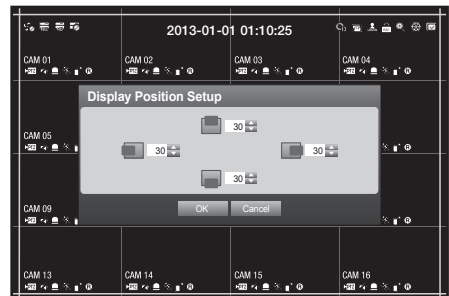 2013-01-01 01:10:25
CAM 01 CAM 02 CAM 03 CAM 04
Display Position Setup
30
CAM 05
30 30
30
CAM 09
OK Cancel
CAM 13 CAM 14 CAM 15 CAM 16